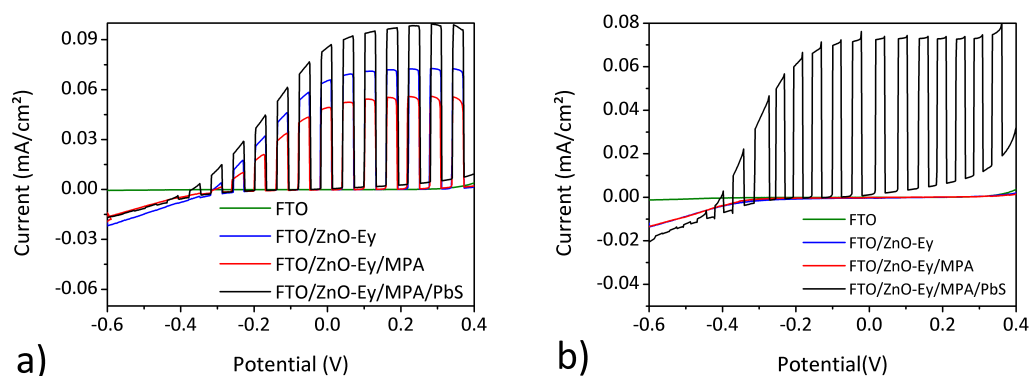 0.09
0.06
0.03
0.00
-0.03
-0.06
Current (mA/cm²)
FTO
FTO/ZnO-Ey
FTO/ZnO-Ey/MPA
FTO/ZnO-Ey/MPA/PbS
-0.6 -0.4 -0.2 0.0 0.2 0.4
Potential (V)
a)
0.08
0.06
0.04
0.02
0.00
-0.02
-0.04
Current (mA/cm²)
FTO
FTO/ZnO-Ey
FTO/ZnO-Ey/MPA
FTO/ZnO-Ey/MPA/PbS
-0.6 -0.4 -0.2 0.0 0.2 0.4
Potential(V)
b)